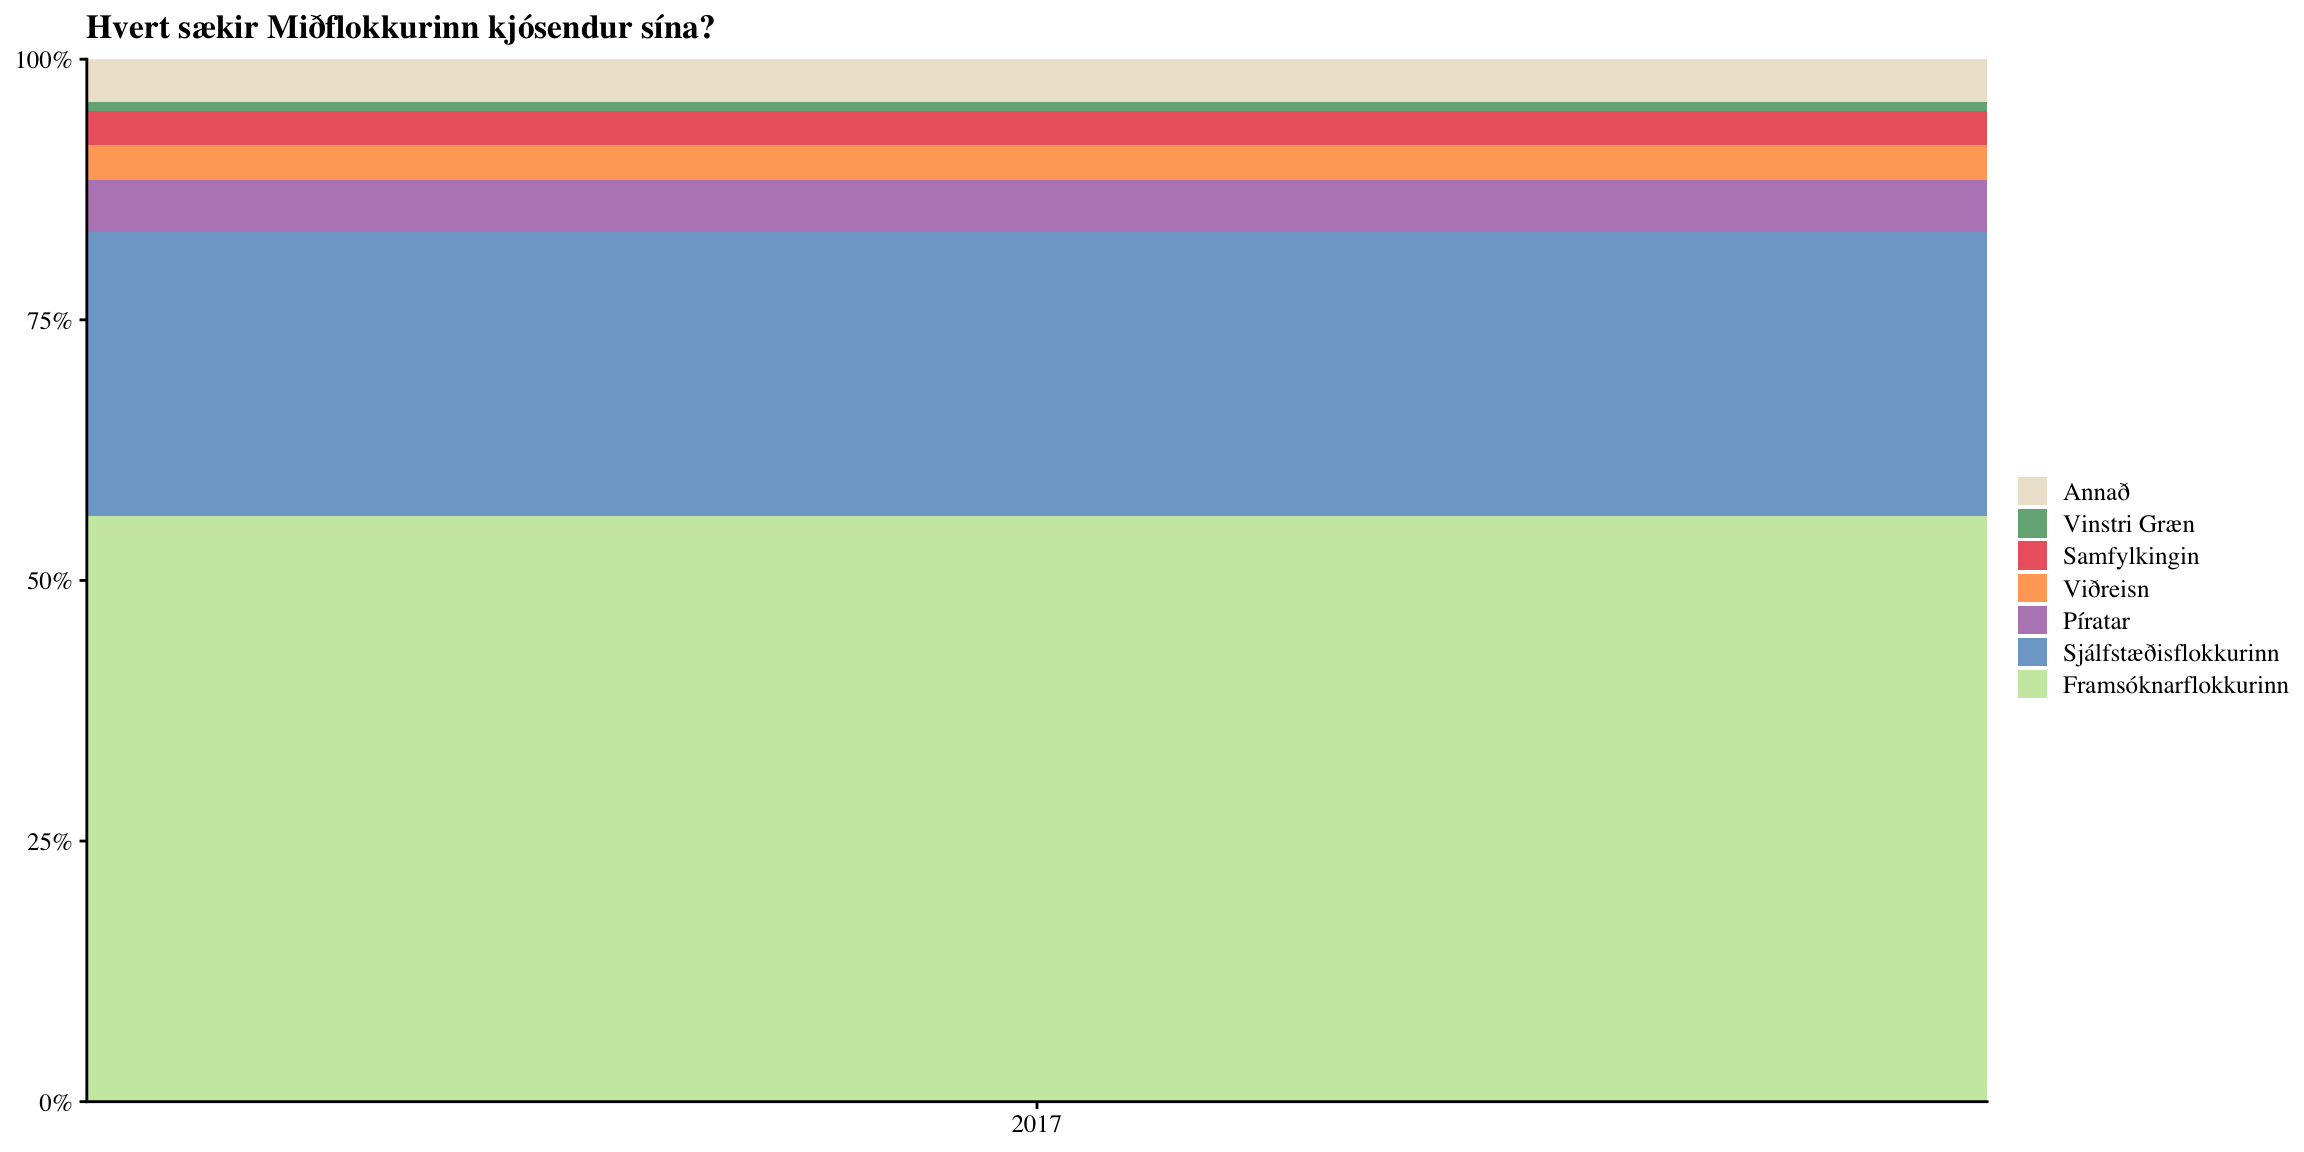 Hvert sækir Miðflokkurinn kjósendur sína?
100%
75%
50%
25%
0%
2017
Annað
Vinstri Græn
Samfylkingin
Viðreisn
Píratar
Sjálfstæðisflokkurinn
Framsóknarflokkurinn